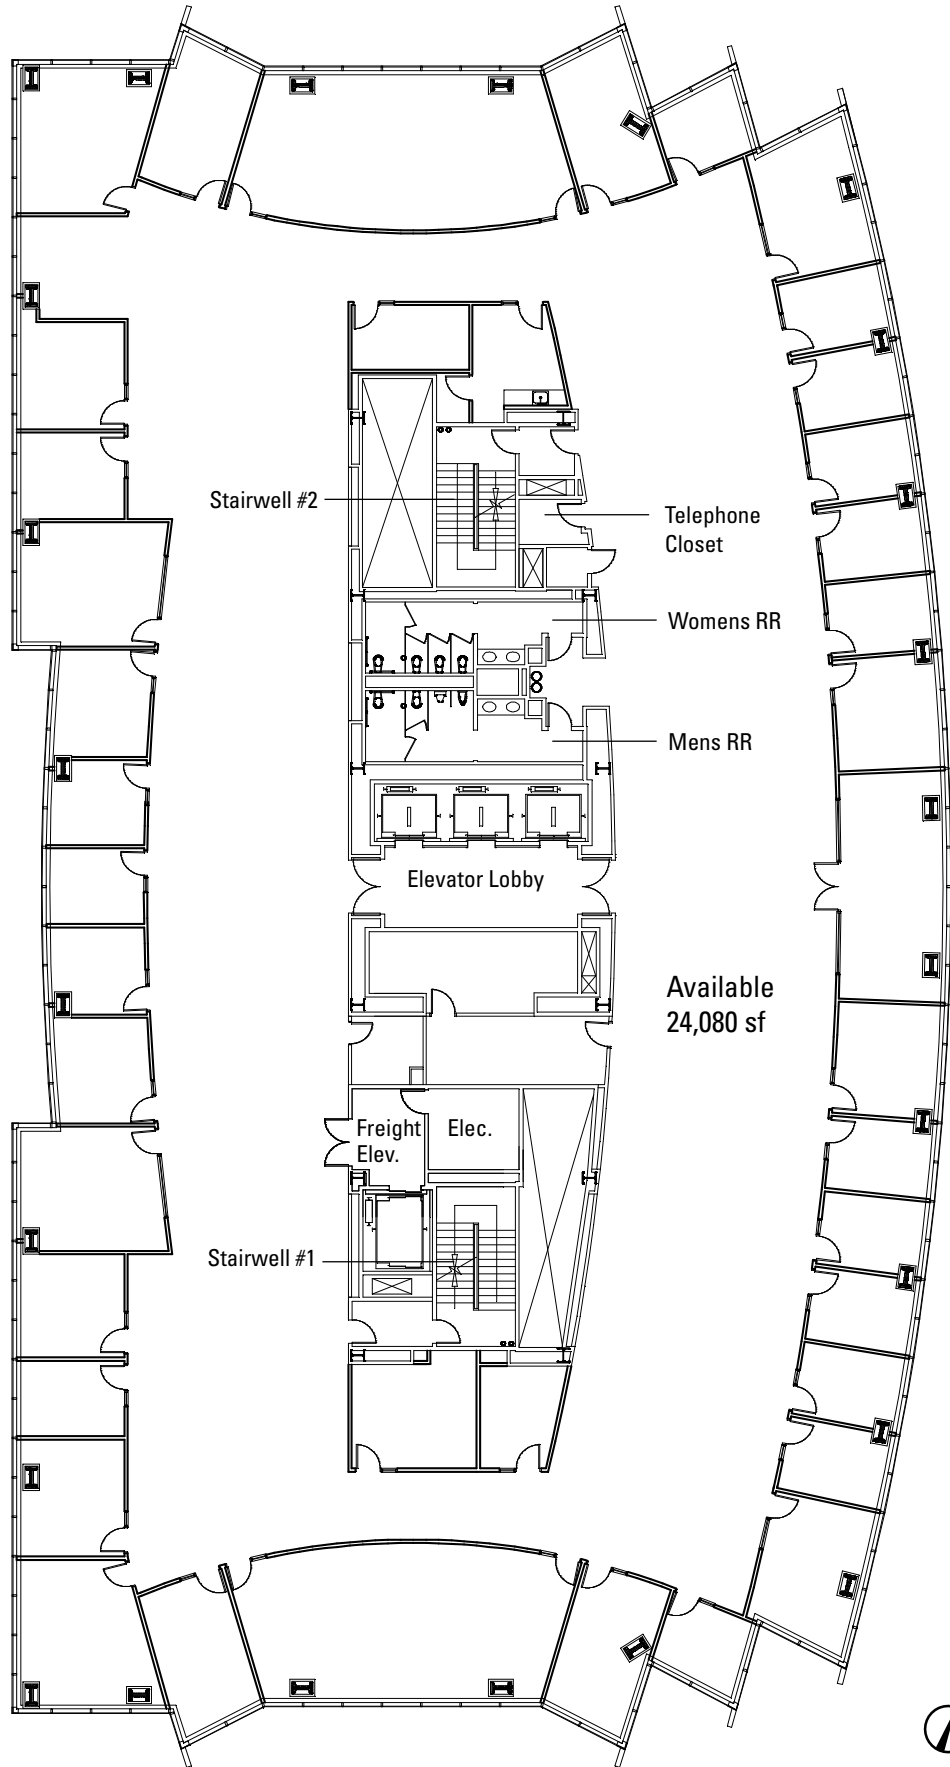 Stairwell #2
Telephone
Closet
Womens RR
Mens RR
Elevator Lobby
Available
24,080 sf
Freight
Elev.
Elec.
Stairwell #1